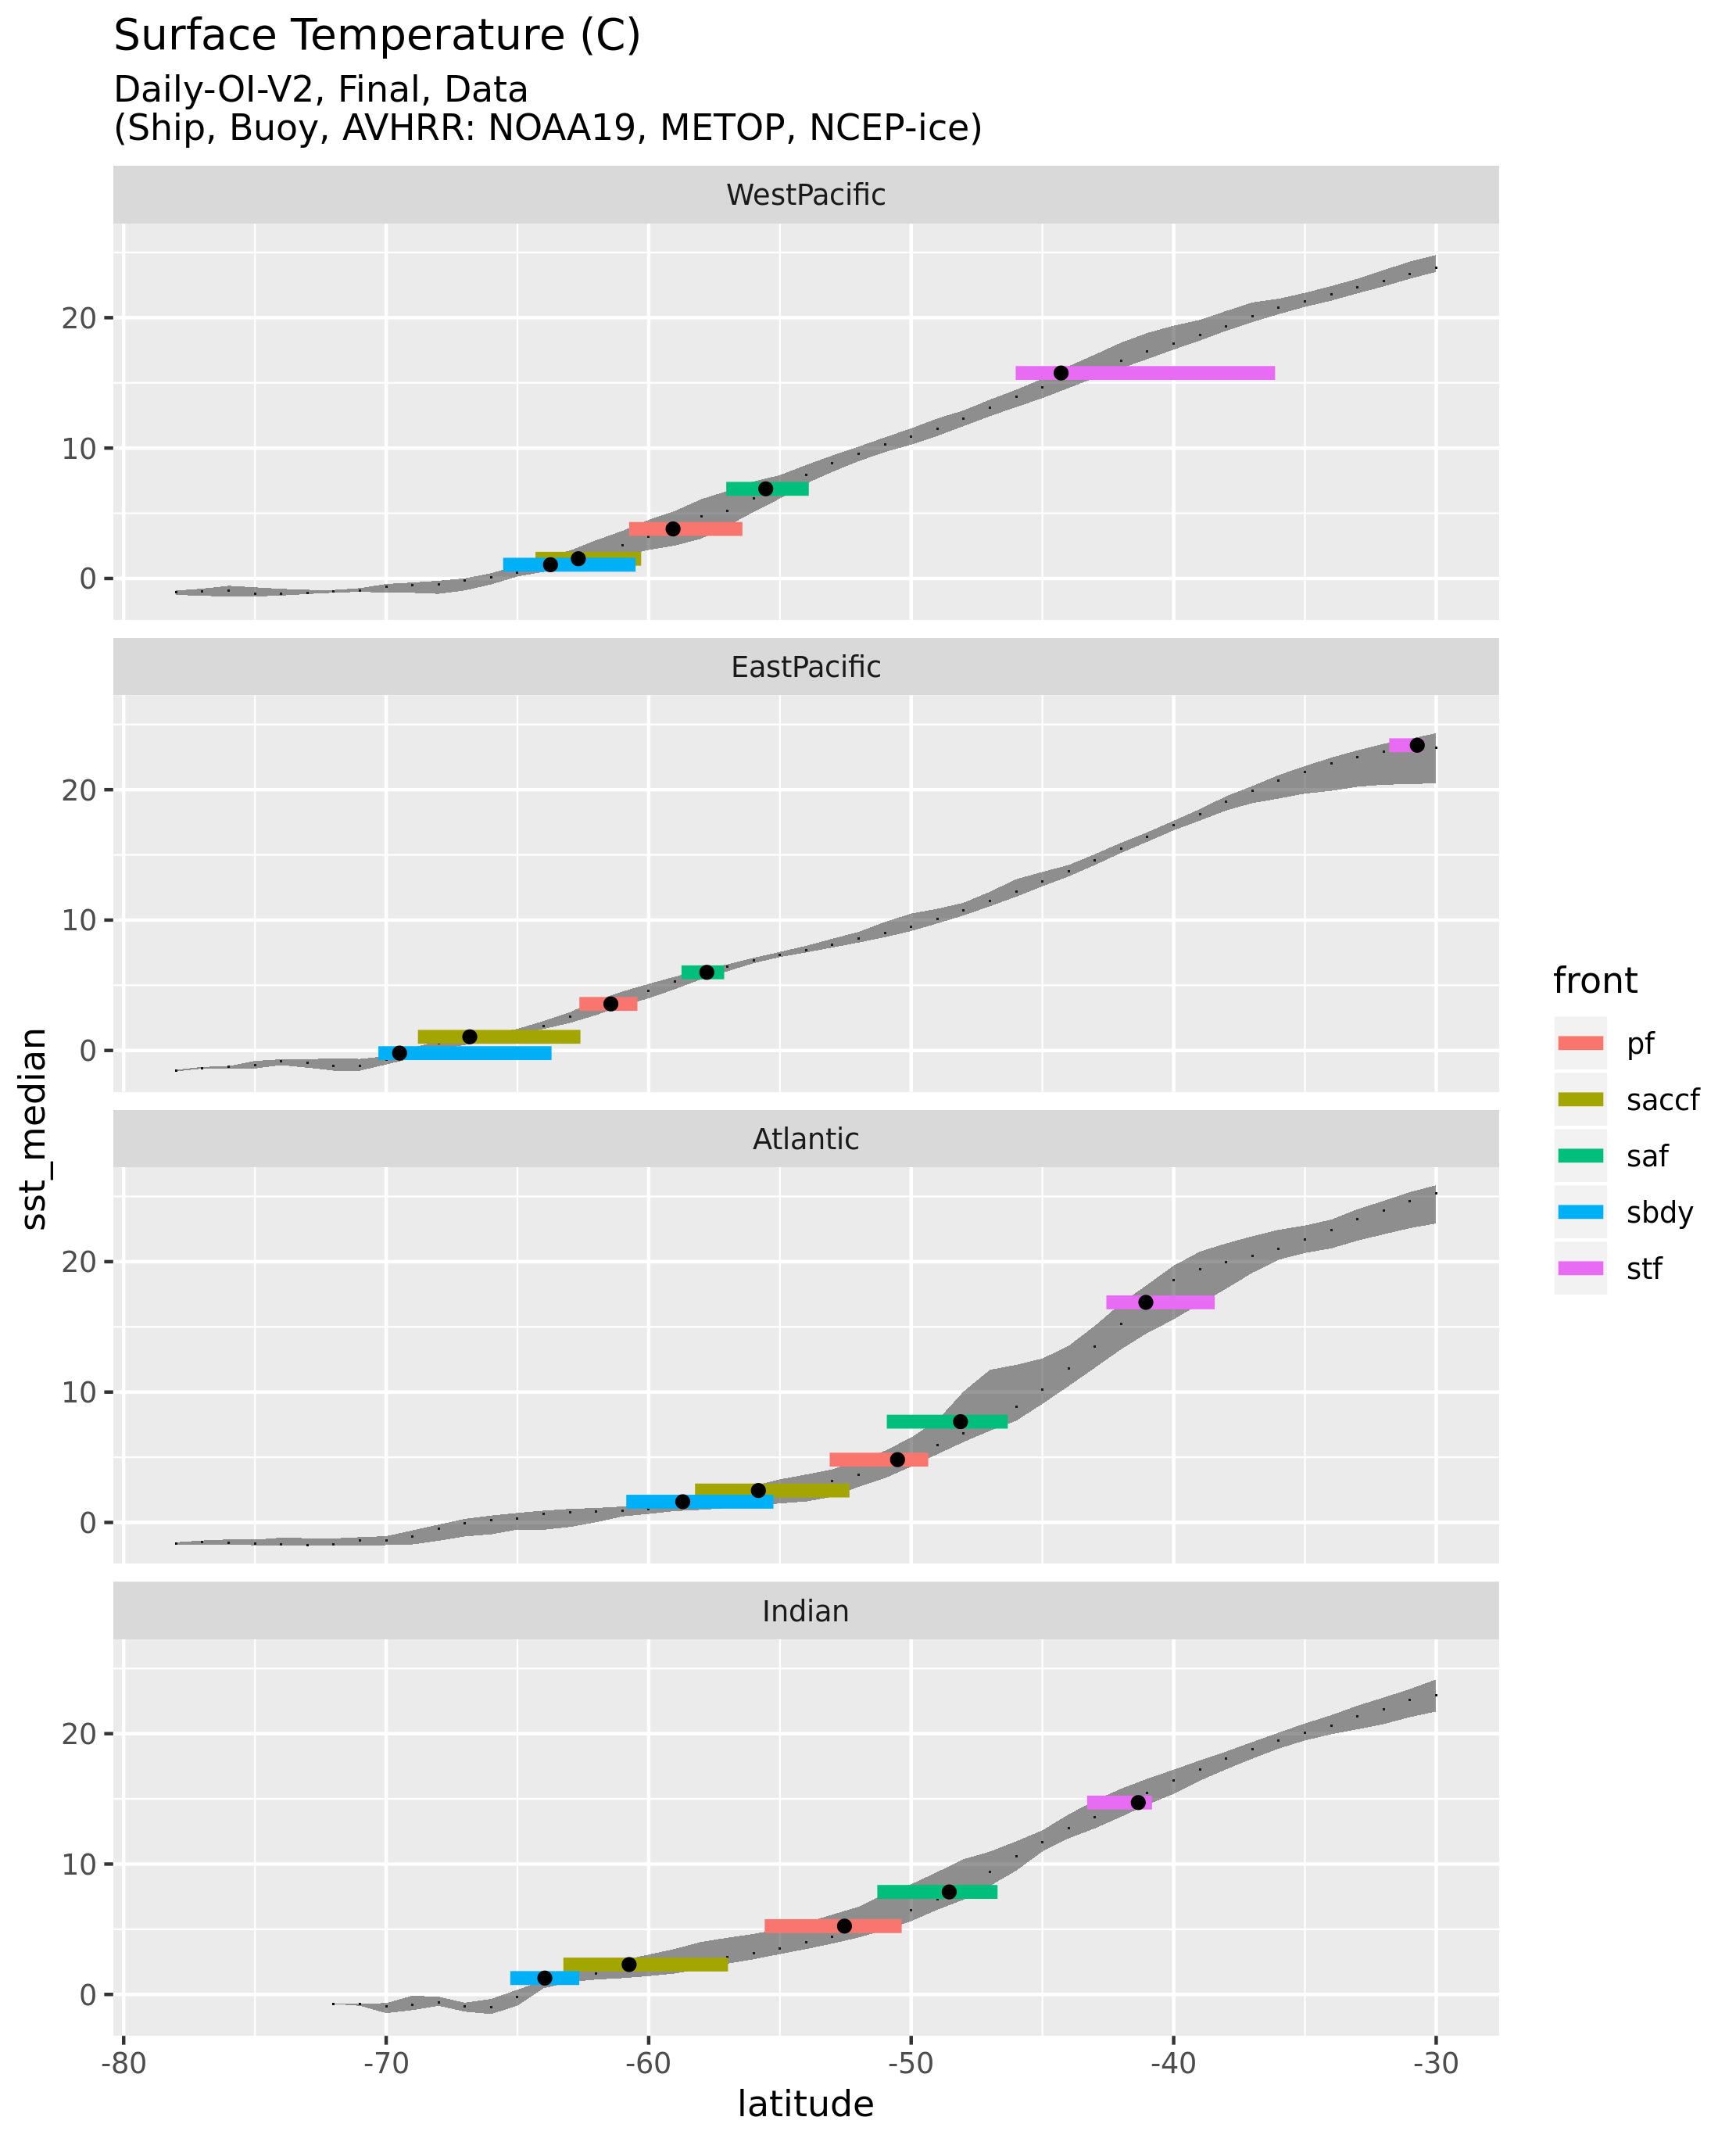 Surface Temperature (C)
Daily-OI-V2, Final, Data
(Ship, Buoy, AVHRR: NOAA19, METOP, NCEP-ice)
WestPacific
20
10
0
EastPacific
20
10
0
Atlantic
20
10
0
Indian
20
10
0
-80
-70
-60
-50
-40
-30
latitude
sst_median
front
pf
saccf
saf
sbdy
stf